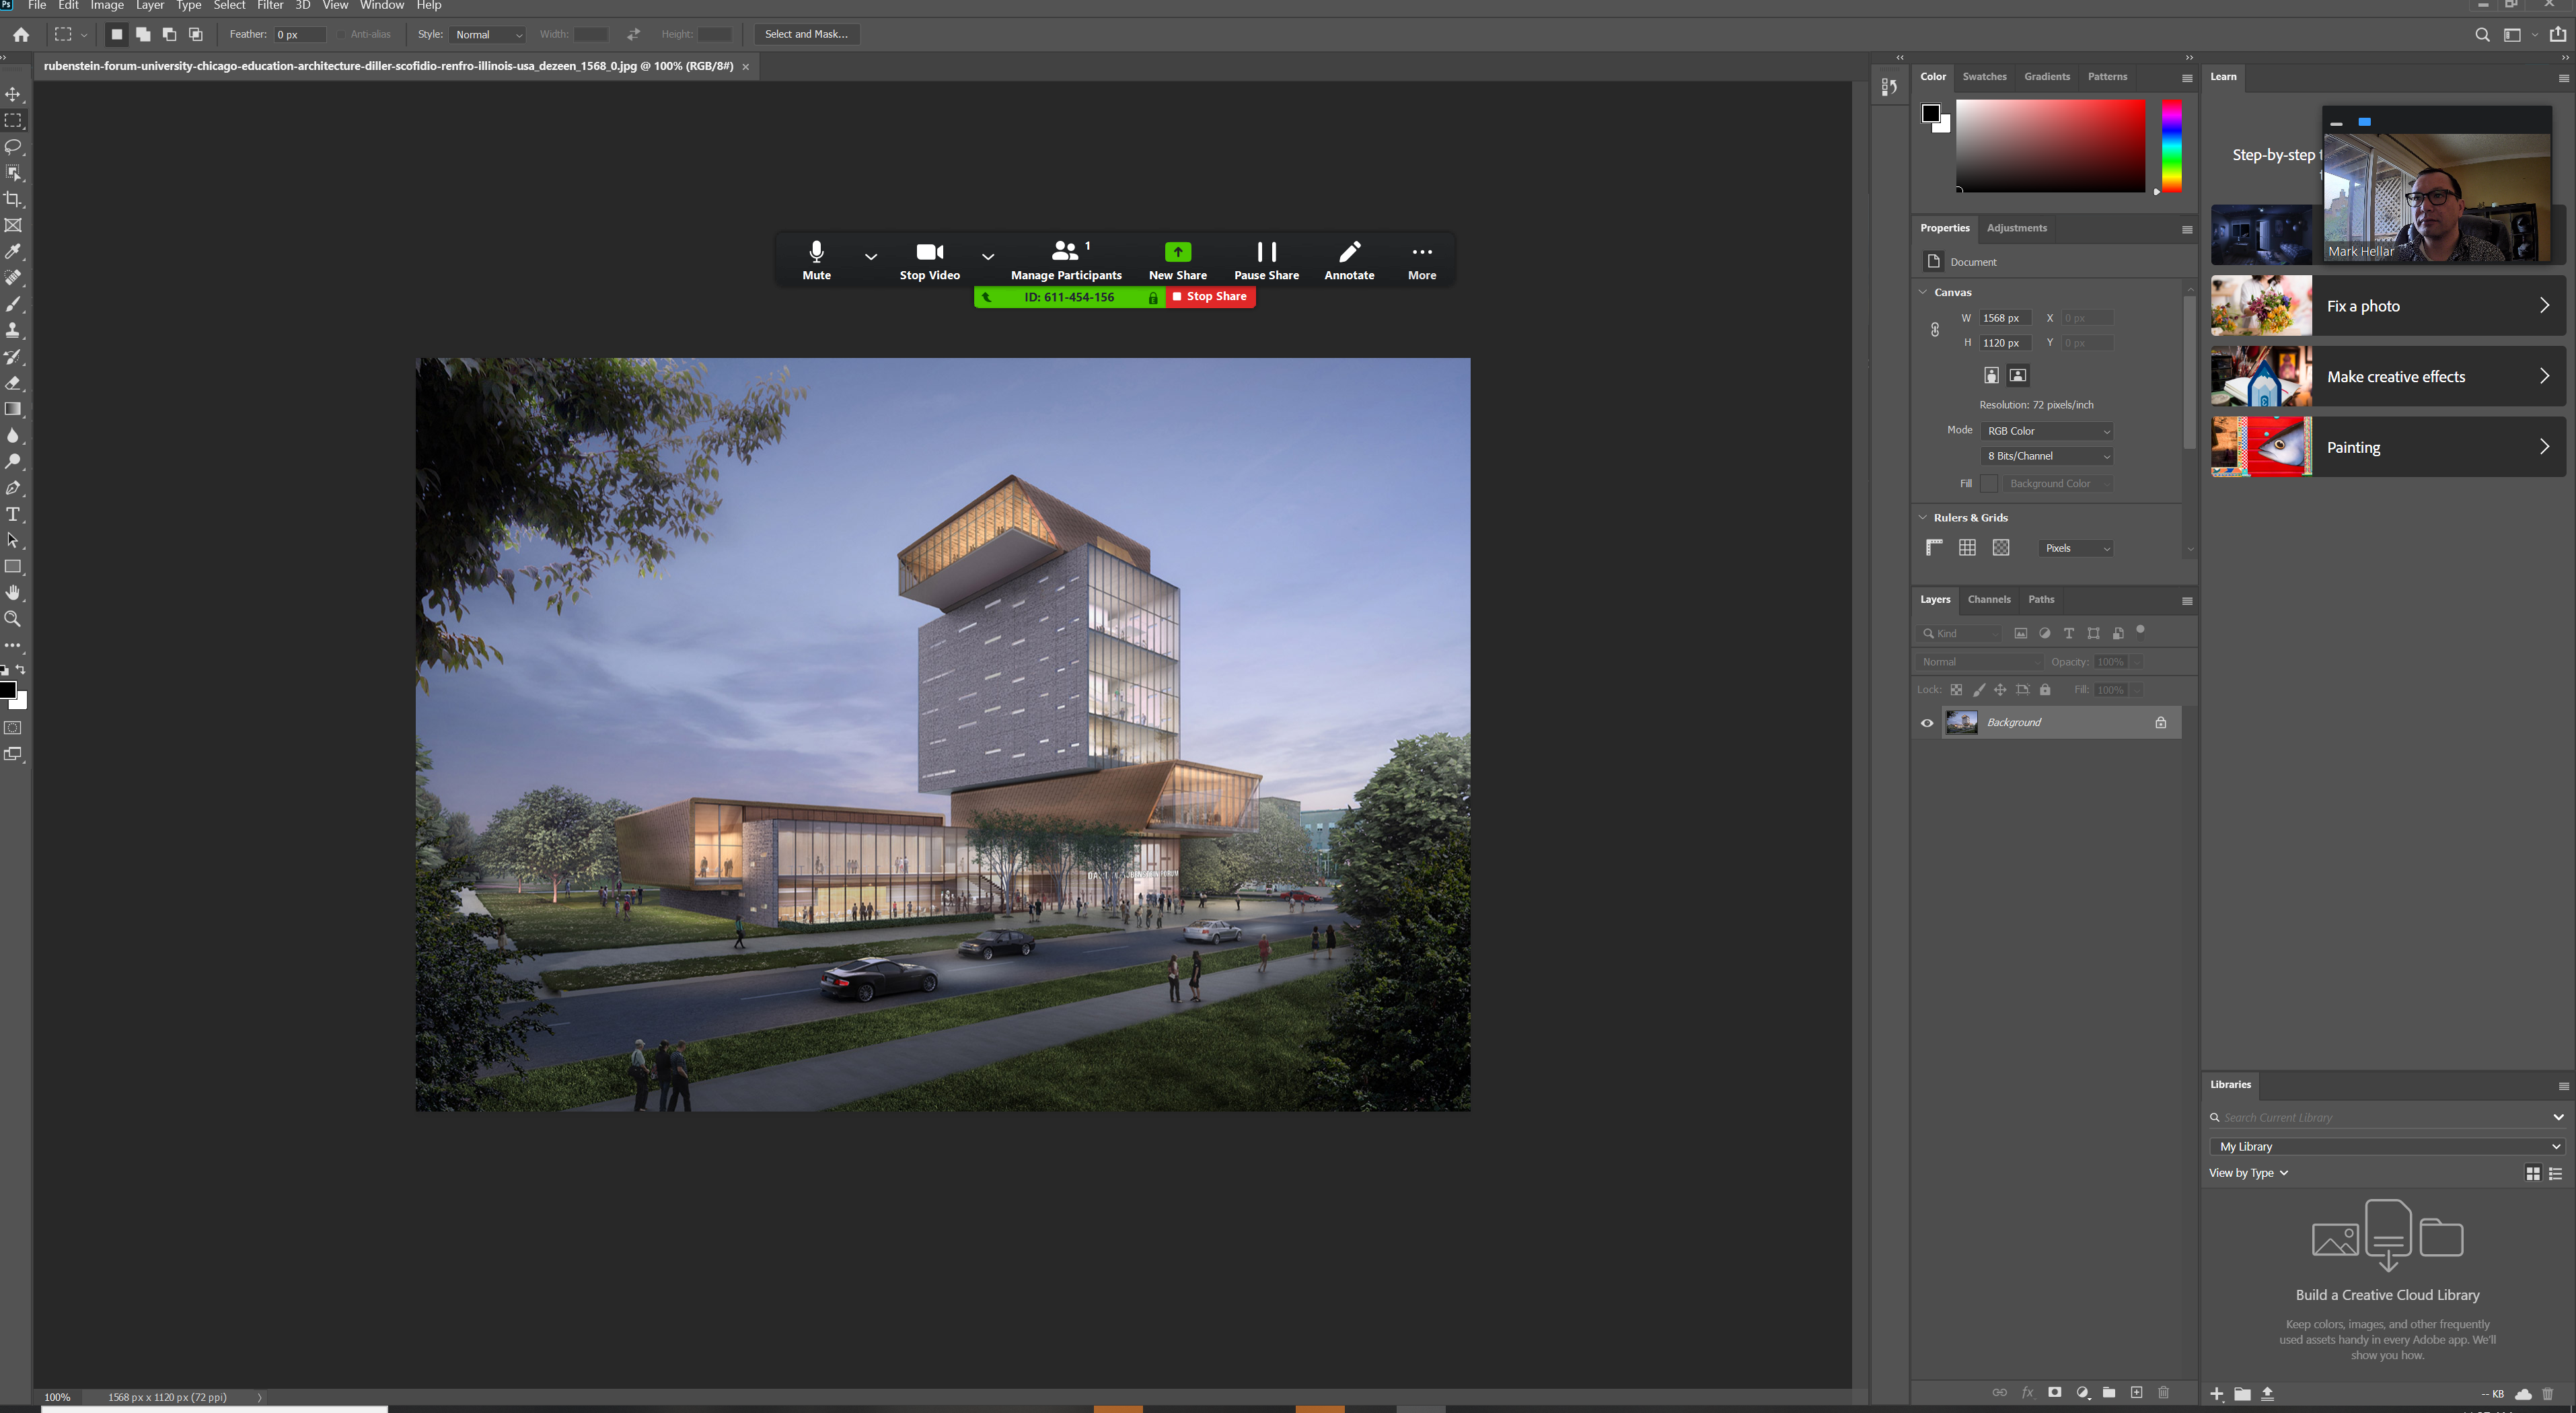 Ps File Edit Image Layer Type Select Filter 3D View Window Help
Feather: 0 px Anti-alias Style: Normal Width: Height: Select and Mask...
rubenstein-forum-university-chicago-education-architecture-diller-scofidio-renfro-illinois-usa_dezeen_1568_0.jpg @ 100% (RGB/8#) ×
Mute Stop Video Manage Participants 1 New Share Pause Share Annotate More
ID: 611-454-156 Stop Share
RUBENSTEIN FORUM
100% 1568 px x 1120 px (72 ppi)
Color Swatches Gradients Patterns
Properties Adjustments
Document
Canvas
W 1568 px X 0 px
H 1120 px Y 0 px
Resolution: 72 pixels/inch
Mode RGB Color
8 Bits/Channel
Fill Background Color
Rulers & Grids
Pixels
Layers Channels Paths
Kind
Normal Opacity: 100%
Lock: Fill: 100%
Background
fx
Learn
Step-by-step
Mark Hellar
Fix a photo
Make creative effects
Painting
Libraries
Search Current Library
My Library
View by Type
Build a Creative Cloud Library
Keep colors, images, and other frequently
used assets handy in every Adobe app. We'll
show you how.
-- KB